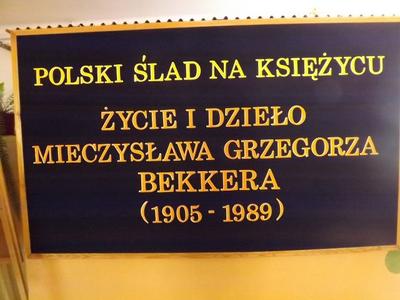 POLSKI ŚLAD NA KSIĘŻYCU
ŻYCIE I DZIEŁO
MIECZYSŁAWA GRZEGORZA
BEKKERA
(1905 - 1989)